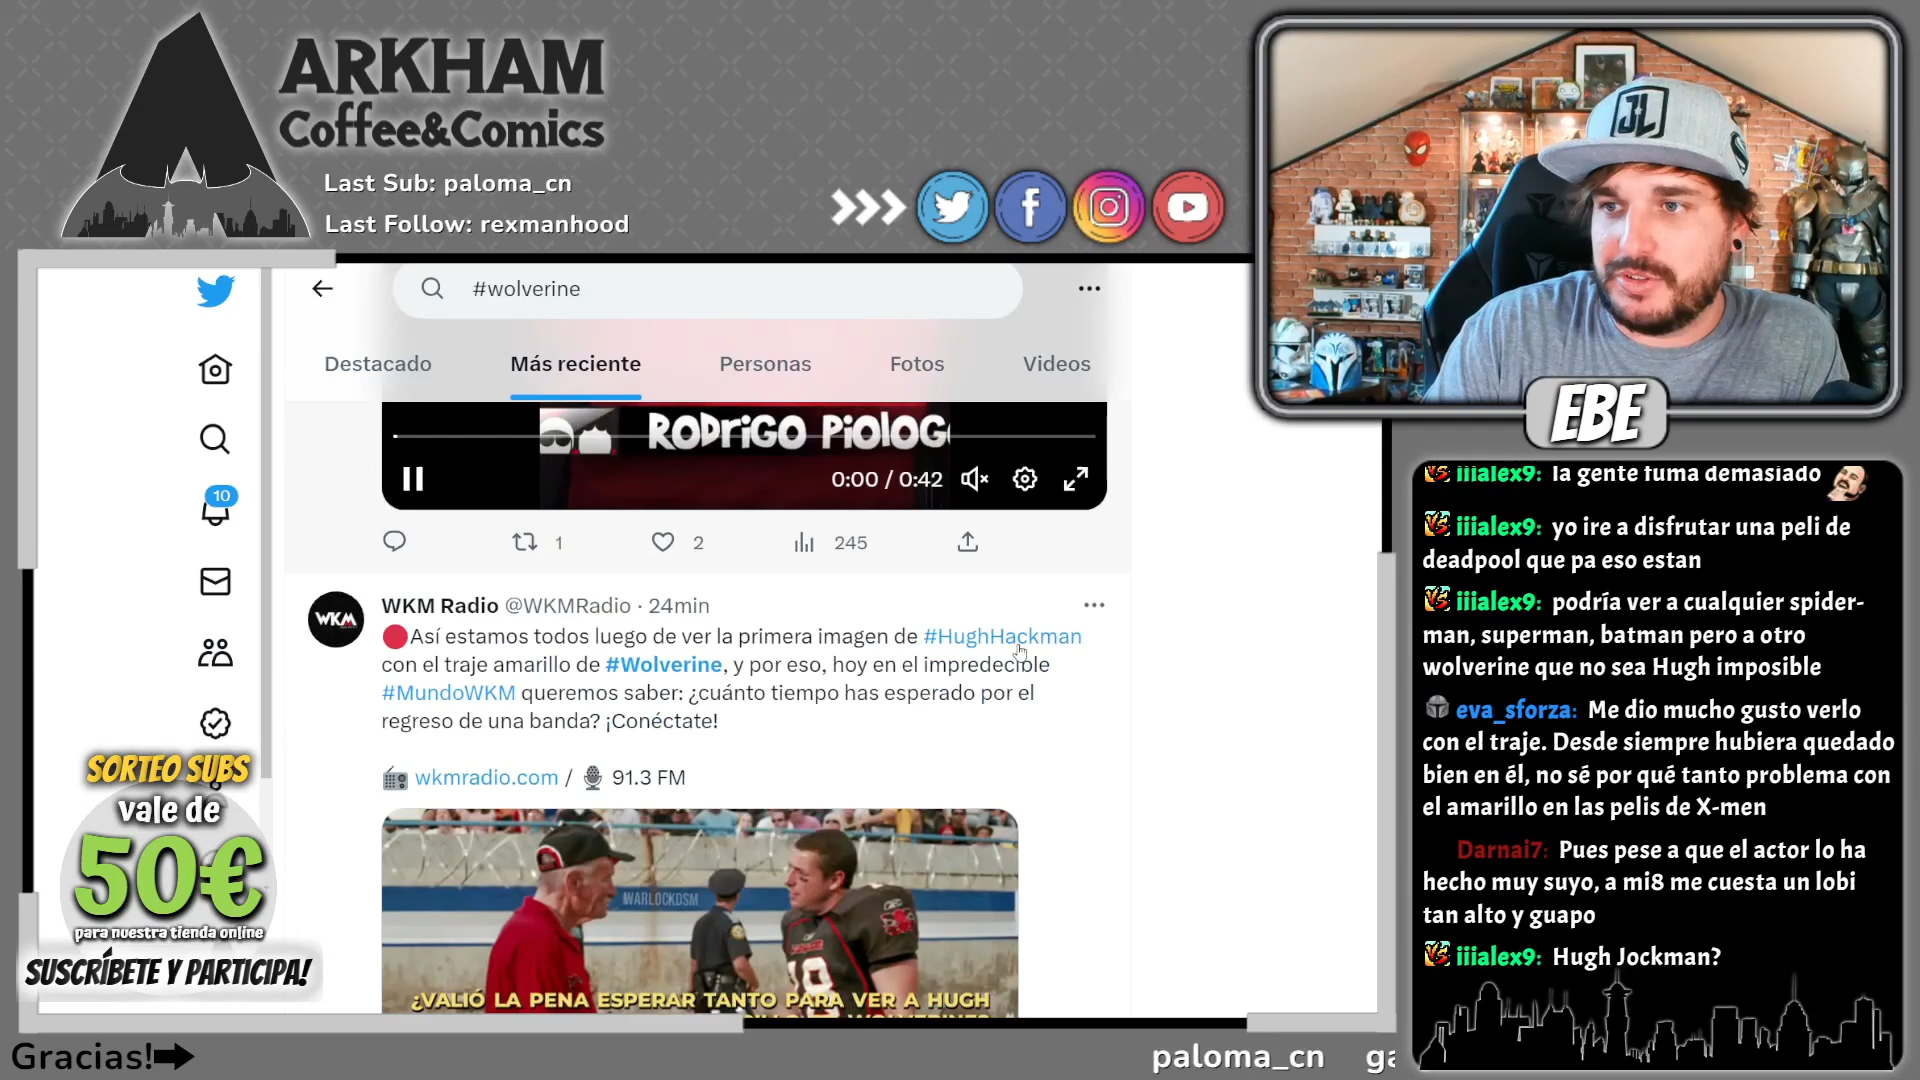 ARKHAM
Coffee&Comics
Last Sub: paloma_cn
Last Follow: rexmanhood
JL
EBE
#wolverine
Destacado
Más reciente
Personas
Fotos
Videos
RODRIGO PIOLOG
0:00 / 0:42
1
2
245
10
WKM
WKM Radio @WKMRadio · 24min
Así estamos todos luego de ver la primera imagen de #HughHackman
con el traje amarillo de #Wolverine, y por eso, hoy en el impredecible
#MundoWKM queremos saber: ¿cuánto tiempo has esperado por el
regreso de una banda? ¡Conéctate!
wkmradio.com / 91.3 FM
WARLOCKDSM
18
¿VALIÓ LA PENA ESPERAR TANTO PARA VER A HUGH
SORTEO SUBS
vale de
50€
para nuestra tienda online
SUSCRÍBETE Y PARTICIPA!
iiialex9: la gente fuma demasiado
iiialex9: yo ire a disfrutar una peli de
deadpool que pa eso estan
iiialex9: podría ver a cualquier spider-
man, superman, batman pero a otro
wolverine que no sea Hugh imposible
eva_sforza: Me dio mucho gusto verlo
con el traje. Desde siempre hubiera quedado
bien en él, no sé por qué tanto problema con
el amarillo en las pelis de X-men
Darnai7: Pues pese a que el actor lo ha
hecho muy suyo, a mi8 me cuesta un lobi
tan alto y guapo
iiialex9: Hugh Jockman?
Gracias!
paloma_cn
ga